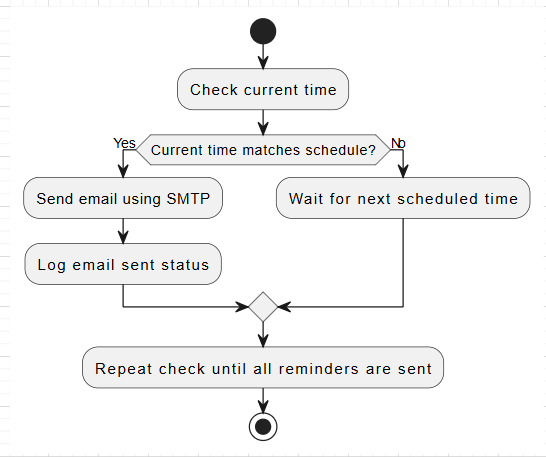 Check current time
Yes
Current time matches schedule?
No
Send email using SMTP
Wait for next scheduled time
Log email sent status
Repeat check until all reminders are sent